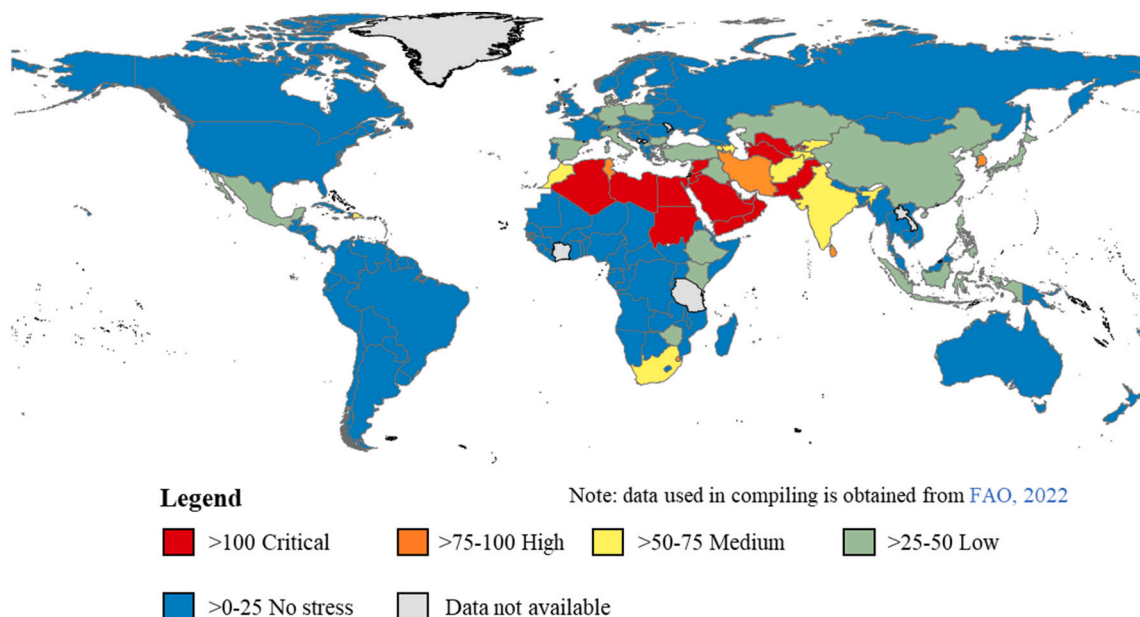 Legend
Note: data used in compiling is obtained from FAO, 2022
>100 Critical
>75-100 High
>50-75 Medium
>25-50 Low
>0-25 No stress
Data not available